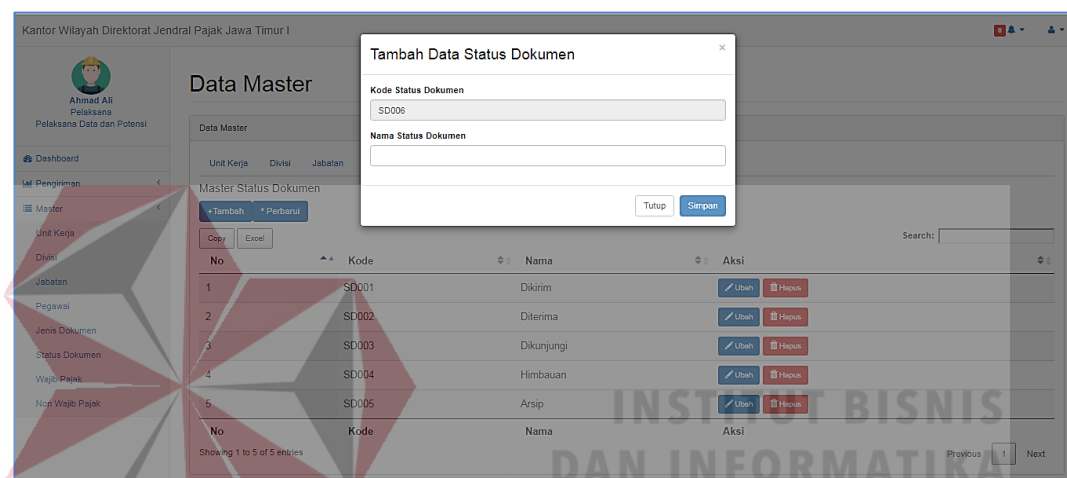 Kantor Wilayah Direktorat Jendral Pajak Jawa Timur I
0
Ahmad Ali
Pelaksana
Pelaksana Data dan Potensi
Dashboard
Pengiriman
Master
Unit Kerja
Divisi
Jabatan
Pegawai
Jenis Dokumen
Status Dokumen
Wajib Pajak
Non Wajib Pajak
Data Master
Data Master
Unit Kerja Divisi Jabatan
Master Status Dokumen
+Tambah * Perbarui
Copy Excel
Search:
No Kode Nama Aksi
1 SD001 Dikirim Ubah Hapus
2 SD002 Diterima Ubah Hapus
3 SD003 Dikunjungi Ubah Hapus
4 SD004 Himbauan Ubah Hapus
5 SD005 Arsip Ubah Hapus
No Kode Nama Aksi
Showing 1 to 5 of 5 entries
Previous 1 Next
Tambah Data Status Dokumen
×
Kode Status Dokumen
SD006
Nama Status Dokumen
Tutup Simpan
INSTITUT BISNIS
DAN INFORMATIKA